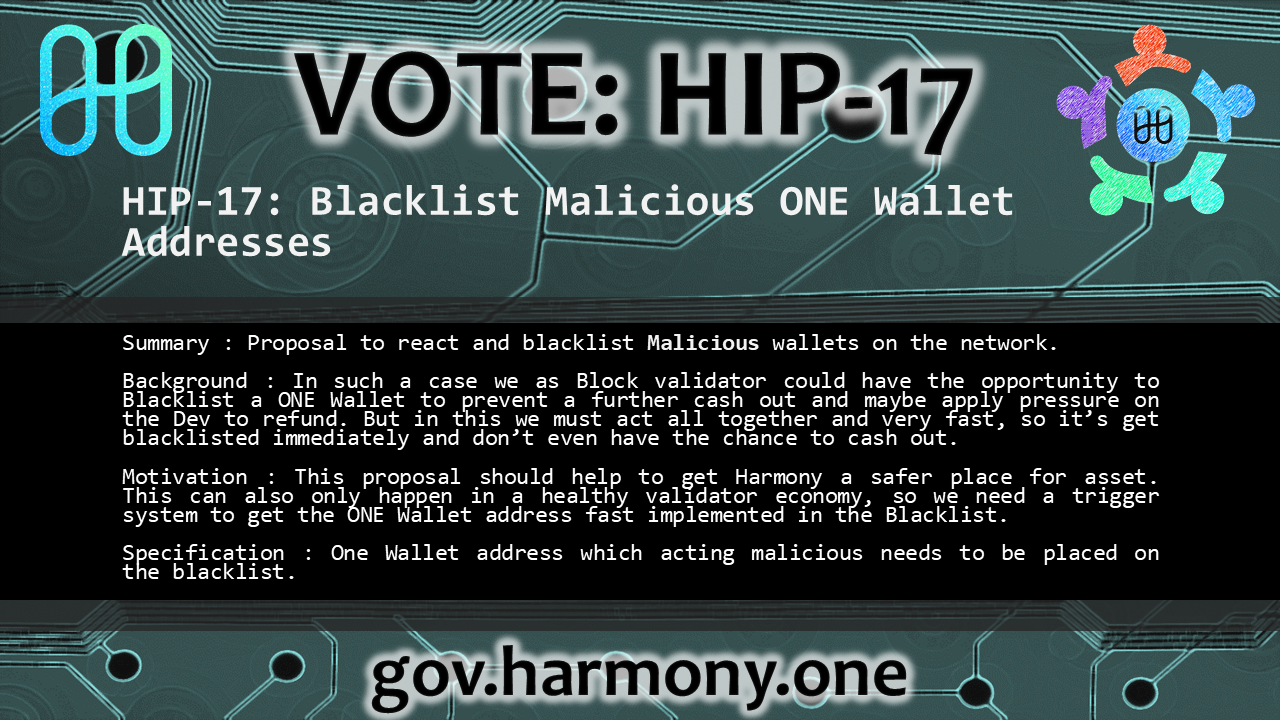 VOTE: HIP-17
HIP-17: Blacklist Malicious ONE Wallet
Addresses
Summary : Proposal to react and blacklist Malicious wallets on the network.
Background : In such a case we as Block validator could have the opportunity to
Blacklist a ONE Wallet to prevent a further cash out and maybe apply pressure on
the Dev to refund. But in this we must act all together and very fast, so it’s get
blacklisted immediately and don’t even have the chance to cash out.
Motivation : This proposal should help to get Harmony a safer place for asset.
This can also only happen in a healthy validator economy, so we need a trigger
system to get the ONE Wallet address fast implemented in the Blacklist.
Specification : One Wallet address which acting malicious needs to be placed on
the blacklist.
gov.harmony.one